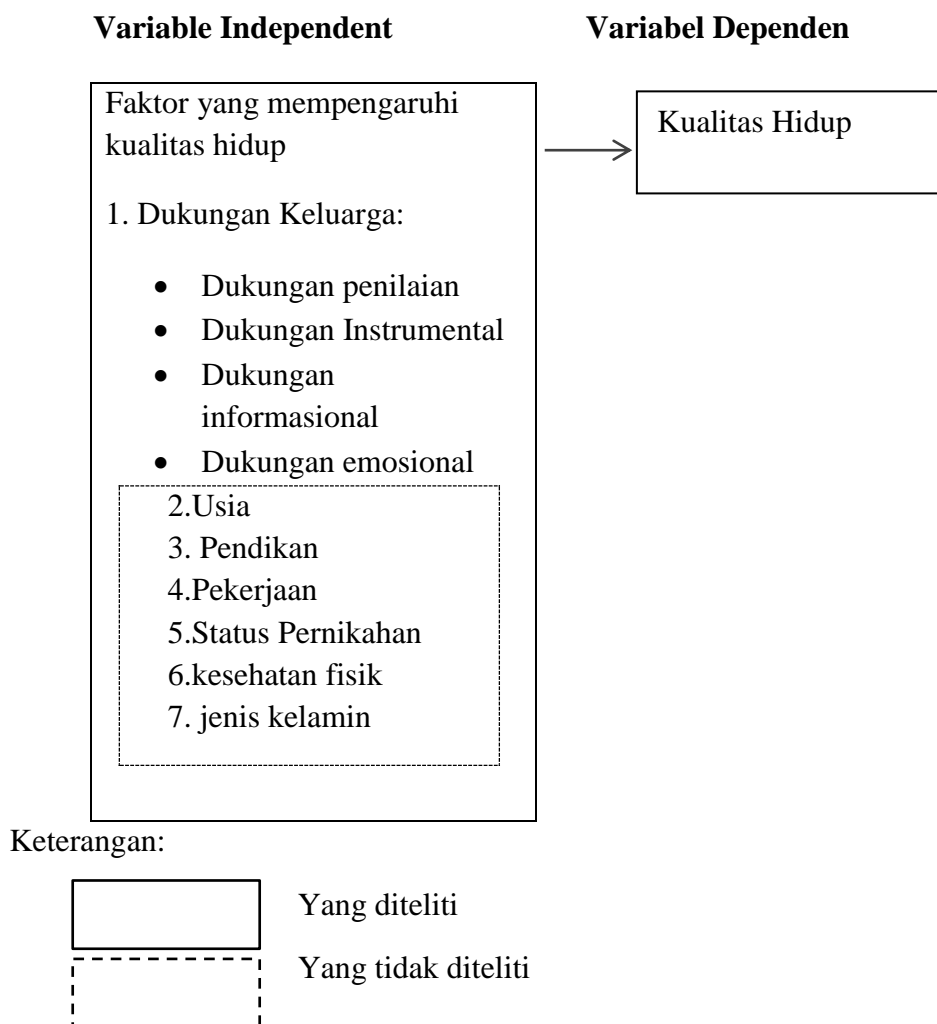 Variable Independent
Variabel Dependen
Faktor yang mempengaruhi
kualitas hidup
1. Dukungan Keluarga:
• Dukungan penilaian
• Dukungan Instrumental
• Dukungan
informasional
• Dukungan emosional
2.Usia
3. Pendikan
4.Pekerjaan
5.Status Pernikahan
6.kesehatan fisik
7. jenis kelamin
Kualitas Hidup
Keterangan:
Yang diteliti
Yang tidak diteliti